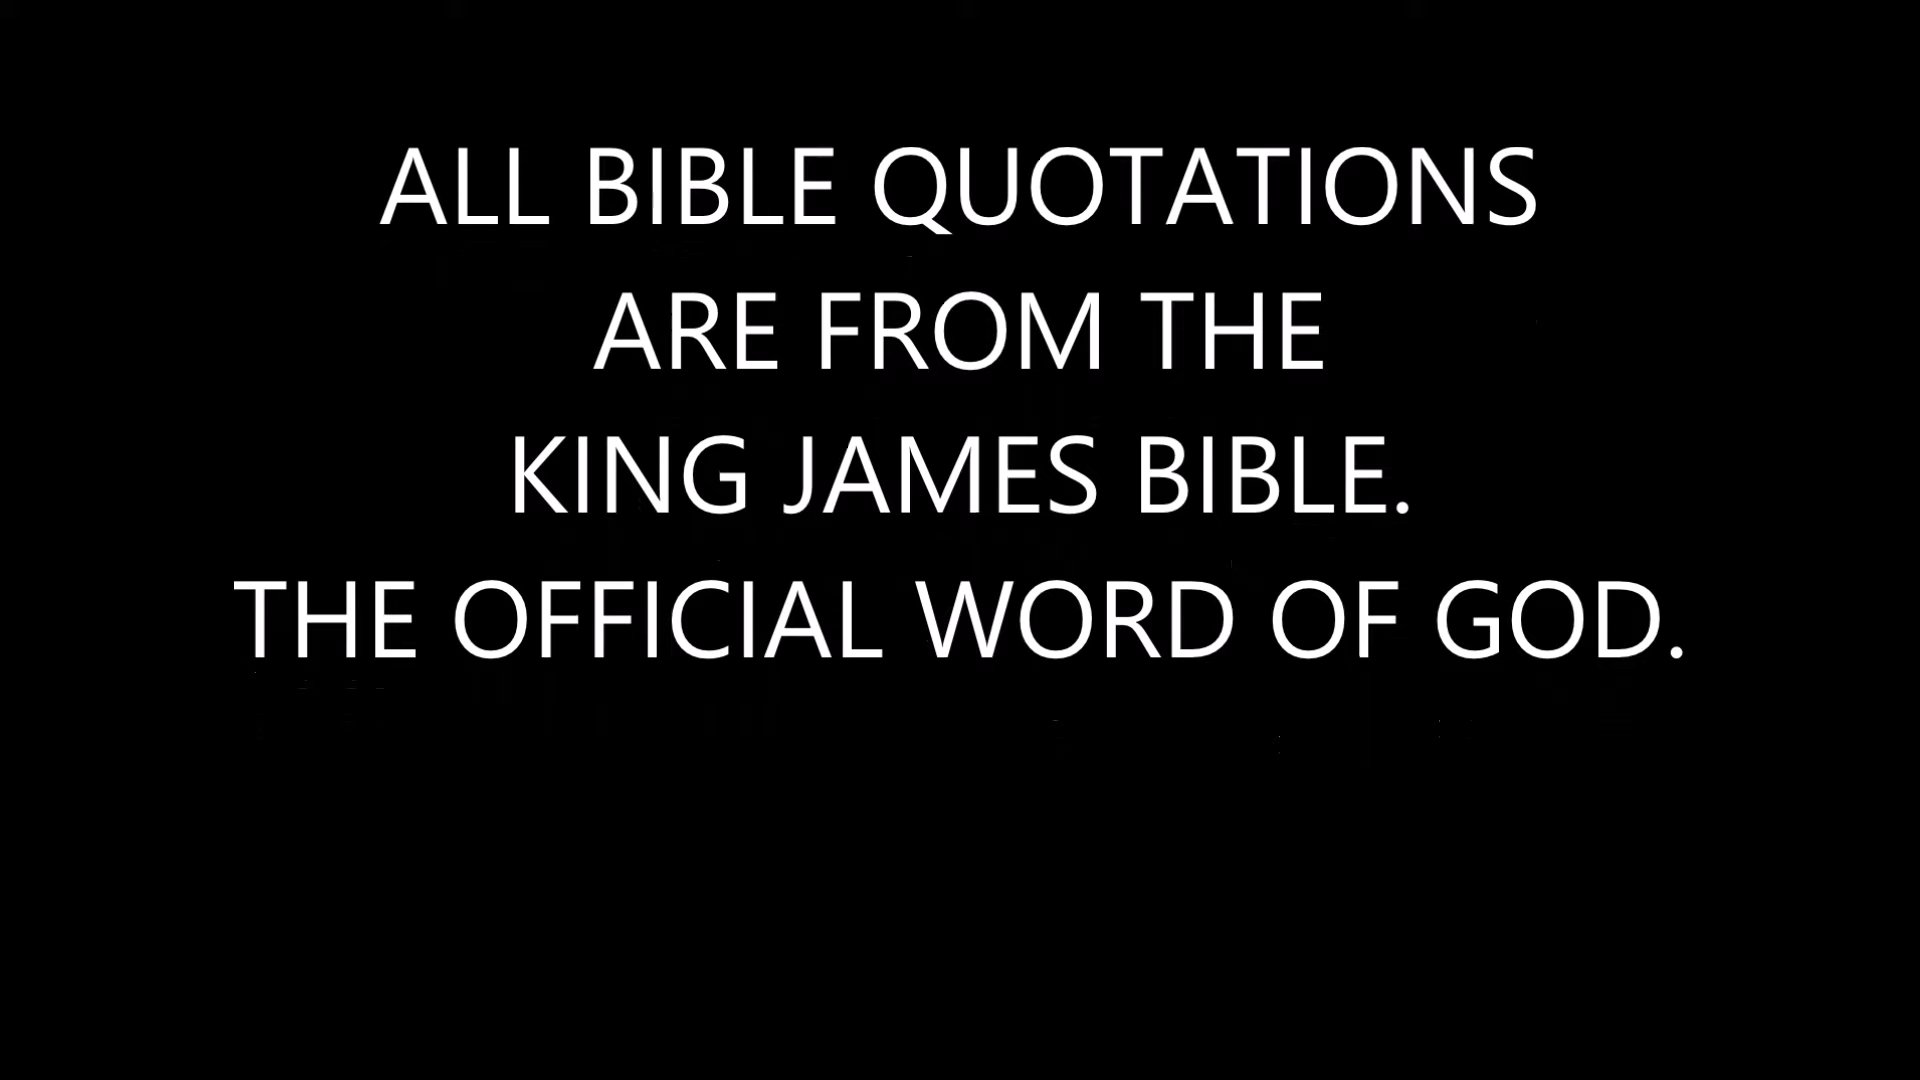 ALL BIBLE QUOTATIONS
ARE FROM THE
KING JAMES BIBLE.
THE OFFICIAL WORD OF GOD.